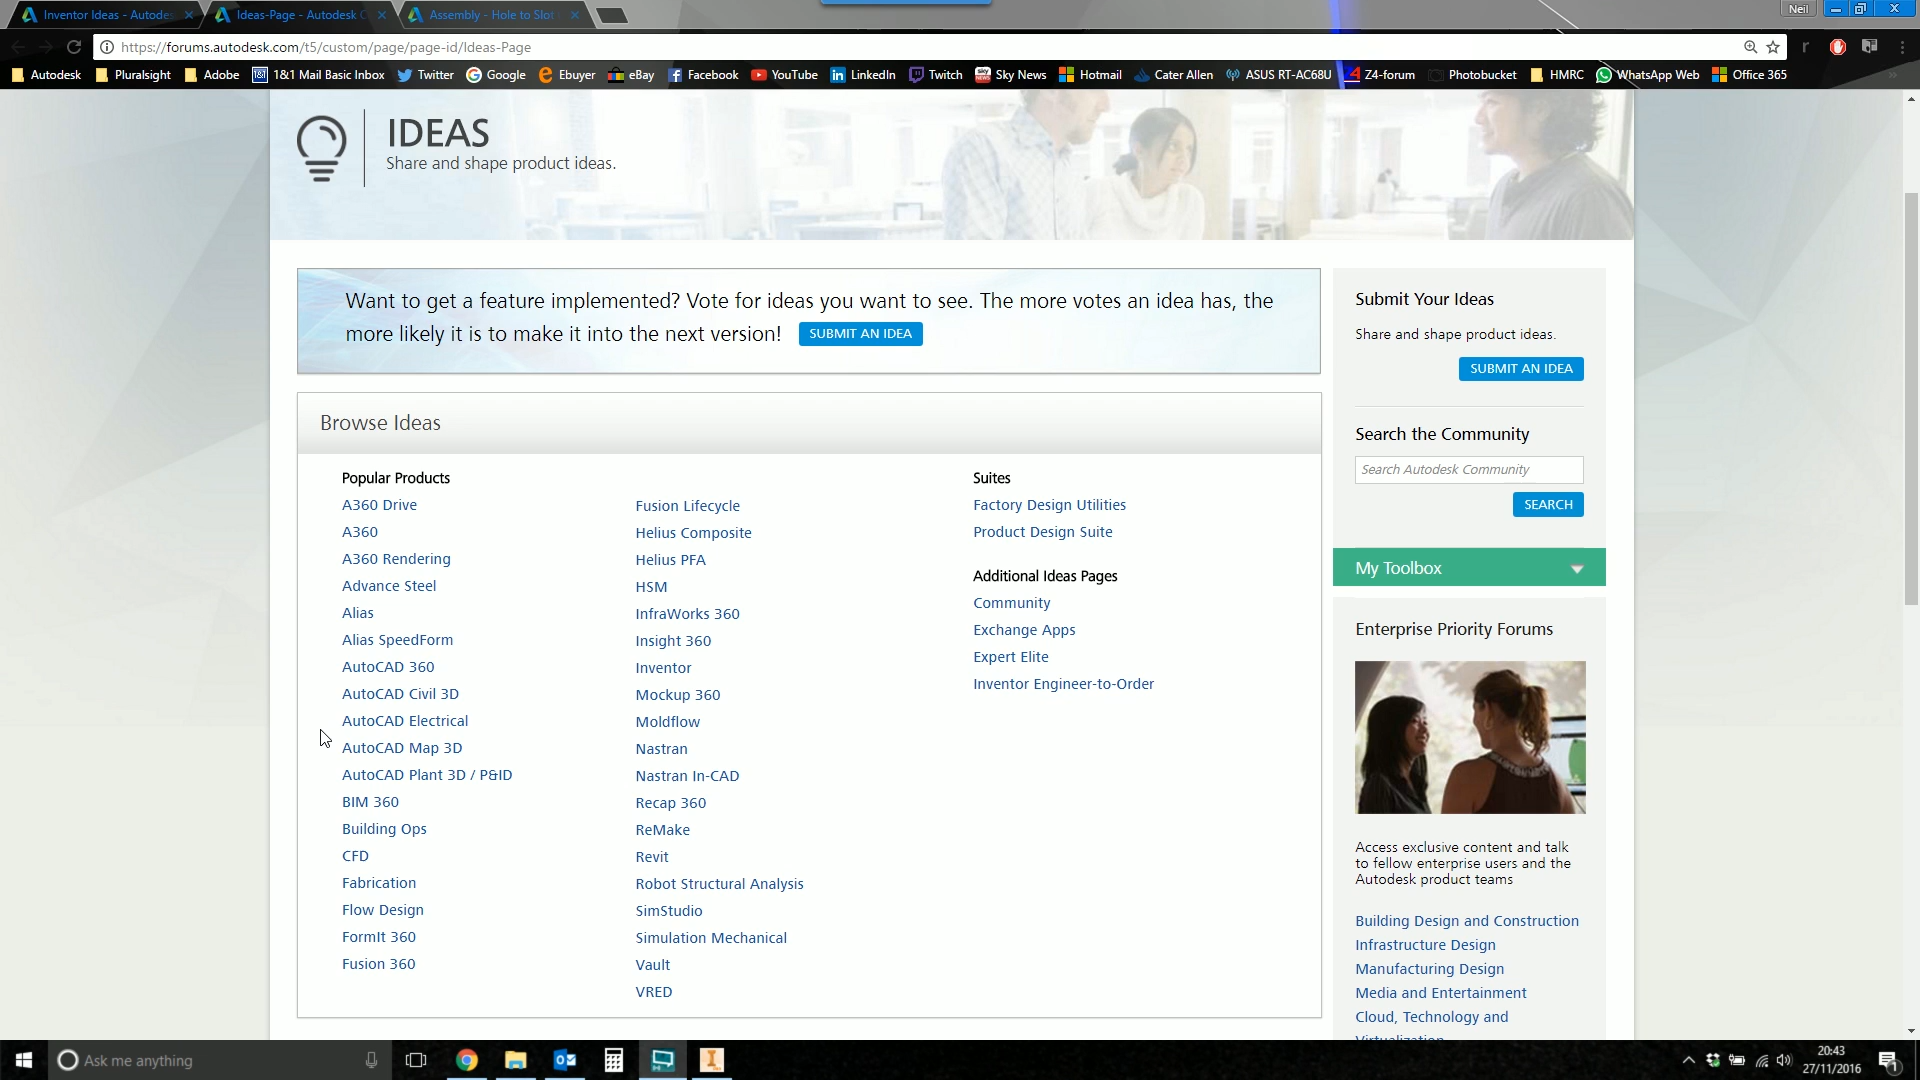 Inventor Ideas - Autodes
Ideas-Page - Autodesk C
Assembly - Hole to Slot
Neil
https://forums.autodesk.com/t5/custom/page/page-id/Ideas-Page
Autodesk
Pluralsight
Adobe
1&1 Mail Basic Inbox
Twitter
Google
Ebuyer
eBay
Facebook
YouTube
LinkedIn
Twitch
Sky News
Hotmail
Cater Allen
ASUS RT-AC68U
Z4-forum
Photobucket
HMRC
WhatsApp Web
Office 365
IDEAS
Share and shape product ideas.
Want to get a feature implemented? Vote for ideas you want to see. The more votes an idea has, the
more likely it is to make it into the next version!
SUBMIT AN IDEA
Browse Ideas
Popular Products
A360 Drive
A360
A360 Rendering
Advance Steel
Alias
Alias SpeedForm
AutoCAD 360
AutoCAD Civil 3D
AutoCAD Electrical
AutoCAD Map 3D
AutoCAD Plant 3D / P&ID
BIM 360
Building Ops
CFD
Fabrication
Flow Design
FormIt 360
Fusion 360
Fusion Lifecycle
Helius Composite
Helius PFA
HSM
InfraWorks 360
Insight 360
Inventor
Mockup 360
Moldflow
Nastran
Nastran In-CAD
Recap 360
ReMake
Revit
Robot Structural Analysis
SimStudio
Simulation Mechanical
Vault
VRED
Suites
Factory Design Utilities
Product Design Suite
Additional Ideas Pages
Community
Exchange Apps
Expert Elite
Inventor Engineer-to-Order
Submit Your Ideas
Share and shape product ideas.
SUBMIT AN IDEA
Search the Community
Search Autodesk Community
SEARCH
My Toolbox
Enterprise Priority Forums
Access exclusive content and talk
to fellow enterprise users and the
Autodesk product teams
Building Design and Construction
Infrastructure Design
Manufacturing Design
Media and Entertainment
Cloud, Technology and
Virtualization
Ask me anything
20:43
27/11/2016
1